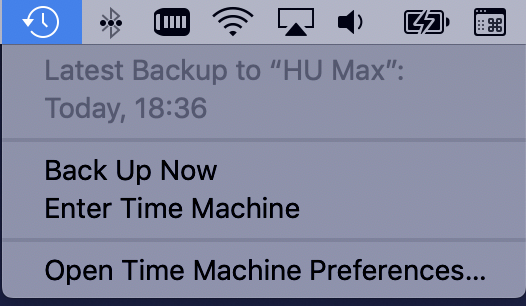 Latest Backup to “HU Max”:
Today, 18:36
Back Up Now
Enter Time Machine
Open Time Machine Preferences...